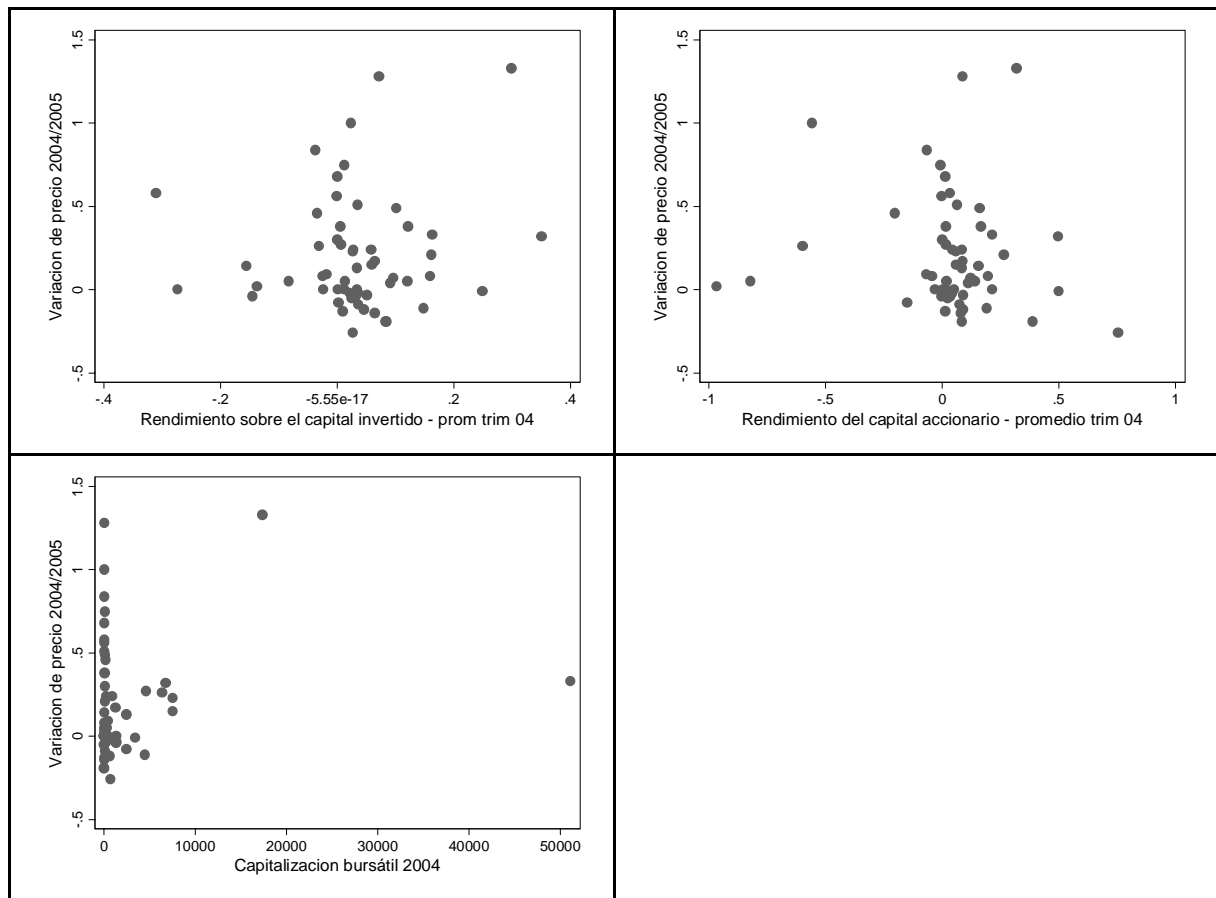 1.5
1
.5
0
-.5
Variacion de precio 2004/2005
-.4 -.2 -5.55e-17 .2 .4
Rendimiento sobre el capital invertido - prom trim 04
1.5
1
.5
0
-.5
Variacion de precio 2004/2005
-1 -.5 0 .5 1
Rendimiento del capital accionario - promedio trim 04
1.5
1
.5
0
-.5
Variacion de precio 2004/2005
0 10000 20000 30000 40000 50000
Capitalizacion bursátil 2004